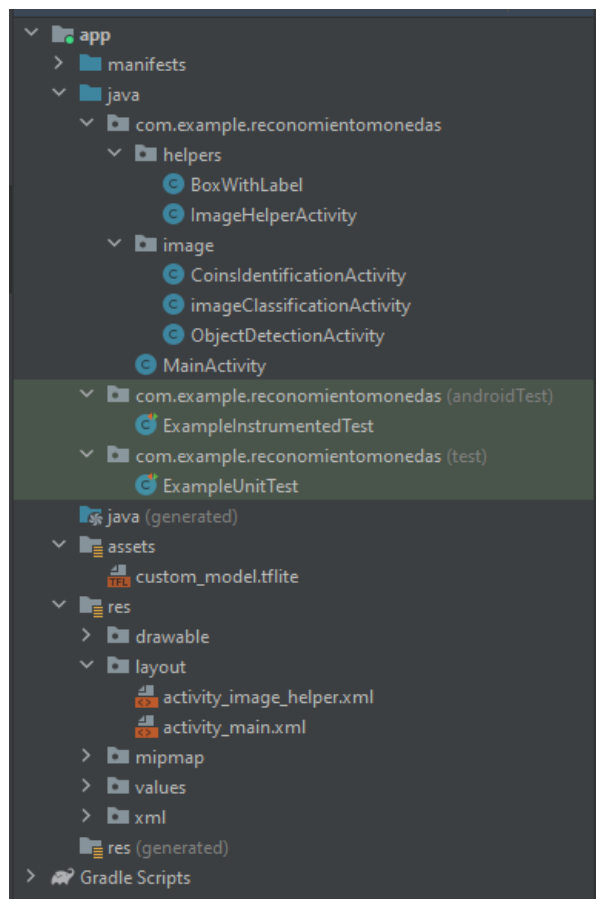 app
manifests
java
com.example.reconomientomonedas
helpers
BoxWithLabel
ImageHelperActivity
image
CoinsIdentificationActivity
imageClassificationActivity
ObjectDetectionActivity
MainActivity
com.example.reconomientomonedas (androidTest)
ExampleInstrumentedTest
com.example.reconomientomonedas (test)
ExampleUnitTest
java (generated)
assets
custom_model.tflite
res
drawable
layout
activity_image_helper.xml
activity_main.xml
mipmap
values
xml
res (generated)
Gradle Scripts